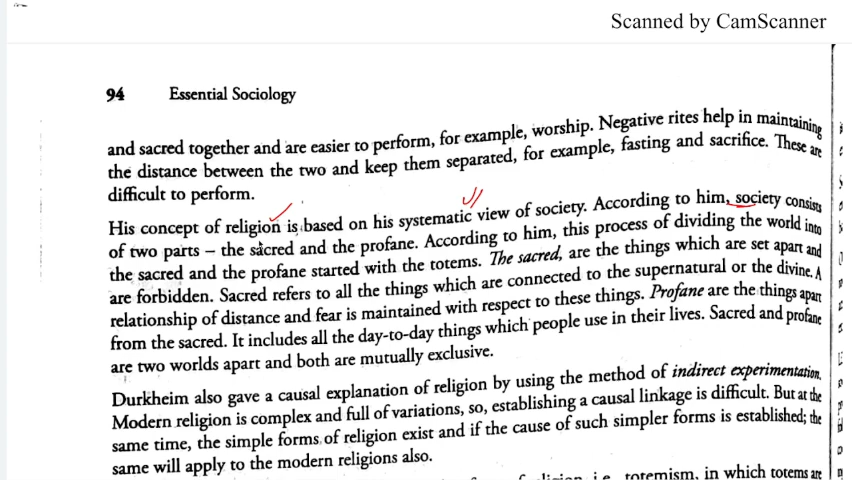 Scanned by CamScanner
94 Essential Sociology
and sacred together and are easier to perform, for example, worship. Negative rites help in maintaining
the distance between the two and keep them separated, for example, fasting and sacrifice. These are
difficult to perform.
His concept of religion is based on his systematic view of society. According to him, society consists
of two parts – the sacred and the profane. According to him, this process of dividing the world into
the sacred and the profane started with the totems. The sacred, are the things which are set apart and
are forbidden. Sacred refers to all the things which are connected to the supernatural or the divine. A
relationship of distance and fear is maintained with respect to these things. Profane are the things apart
from the sacred. It includes all the day-to-day things which people use in their lives. Sacred and profane
are two worlds apart and both are mutually exclusive.
Durkheim also gave a causal explanation of religion by using the method of indirect experimentation.
Modern religion is complex and full of variations, so, establishing a causal linkage is difficult. But at the
same time, the simple forms of religion exist and if the cause of such simpler forms is established; the
same will apply to the modern religions also.
i.e. totemism, in which totems are